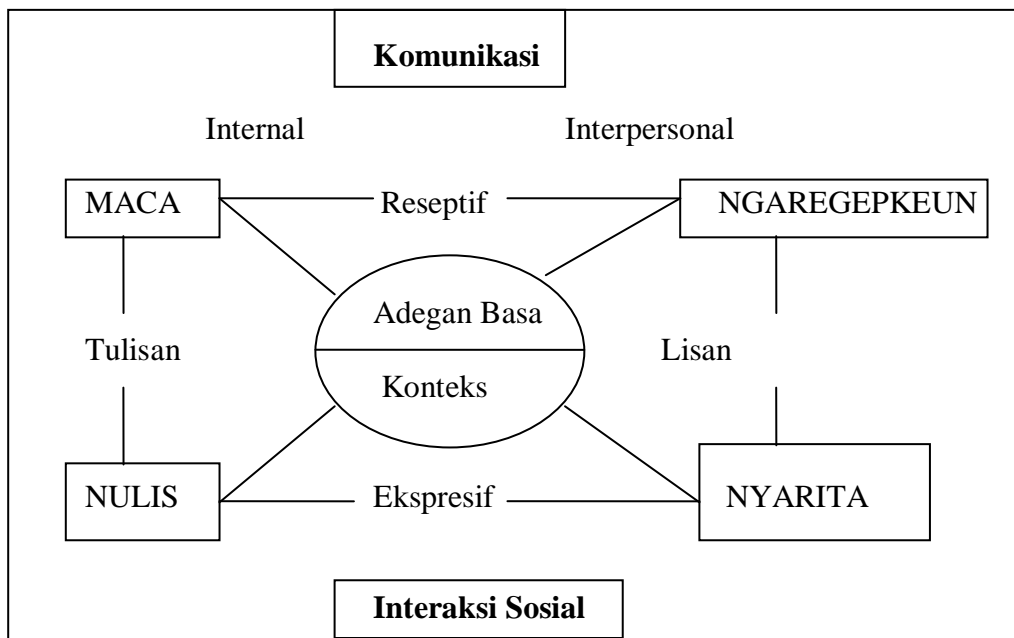 Komunikasi
Internal Interpersonal
MACA Reseptif NGAREGEPKEUN
Adegan Basa
Tulisan Lisan
Konteks
NULIS Ekspresif NYARITA
Interaksi Sosial